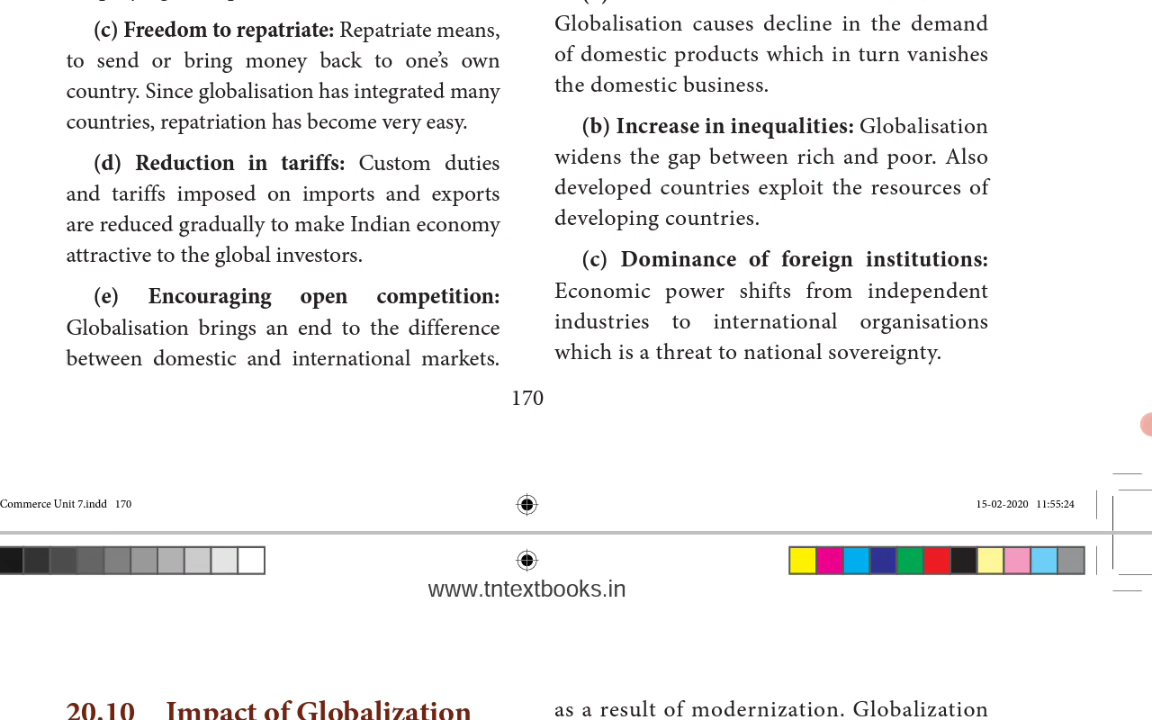 (c) Freedom to repatriate: Repatriate means,
to send or bring money back to one’s own
country. Since globalisation has integrated many
countries, repatriation has become very easy.
(d) Reduction in tariffs: Custom duties
and tariffs imposed on imports and exports
are reduced gradually to make Indian economy
attractive to the global investors.
(e) Encouraging open competition:
Globalisation brings an end to the difference
between domestic and international markets.
Globalisation causes decline in the demand
of domestic products which in turn vanishes
the domestic business.
(b) Increase in inequalities: Globalisation
widens the gap between rich and poor. Also
developed countries exploit the resources of
developing countries.
(c) Dominance of foreign institutions:
Economic power shifts from independent
industries to international organisations
which is a threat to national sovereignty.
170
Commerce Unit 7.indd 170
15-02-2020 11:55:24
www.tntextbooks.in
20.10 Impact of Globalization
as a result of modernization. Globalization